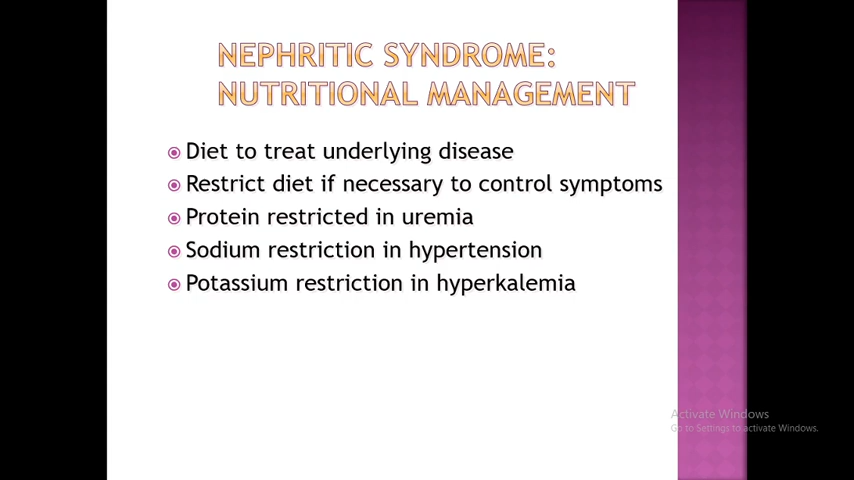 NEPHRITIC SYNDROME:
NUTRITIONAL MANAGEMENT
Diet to treat underlying disease
Restrict diet if necessary to control symptoms
Protein restricted in uremia
Sodium restriction in hypertension
Potassium restriction in hyperkalemia
Activate Windows
Go to Settings to activate Windows.